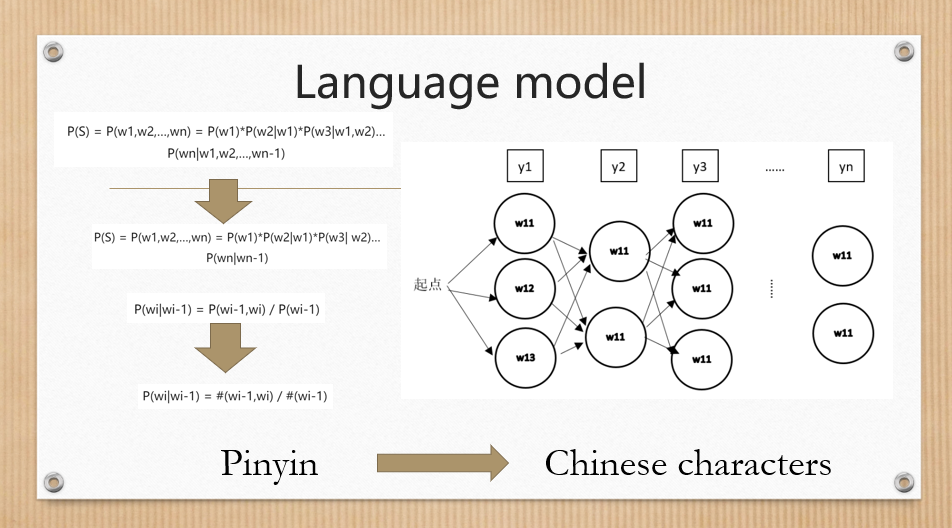 Language model
P(S) = P(w1,w2,...,wn) = P(w1)*P(w2|w1)*P(w3|w1,w2)...
P(wn|w1,w2,...,wn-1)
P(S) = P(w1,w2,...,wn) = P(w1)*P(w2|w1)*P(w3| w2)...
P(wn|wn-1)
P(wi|wi-1) = P(wi-1,wi) / P(wi-1)
P(wi|wi-1) = #(wi-1,wi) / #(wi-1)
y1 y2 y3 ...... yn
w11 w11 w11 w11
起点 w12 w11
w13 w11 w11 w11
Pinyin Chinese characters